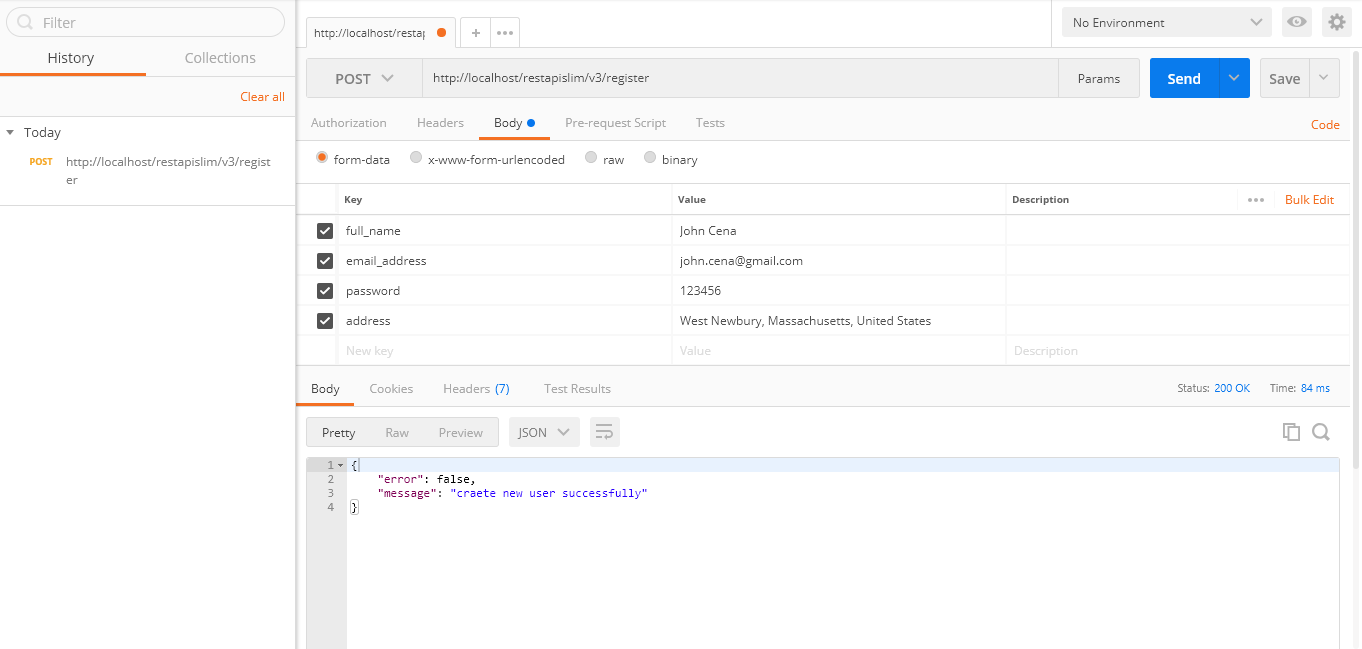 Filter
History Collections
Clear all
Today
POST http://localhost/restapislim/v3/regist
er
http://localhost/restap + •••
No Environment
POST http://localhost/restapislim/v3/register Params Send Save
Authorization Headers Body Pre-request Script Tests Code
form-data x-www-form-urlencoded raw binary
Key Value Description ••• Bulk Edit
full_name John Cena
email_address john.cena@gmail.com
password 123456
address West Newbury, Massachusetts, United States
New key Value Description
Body Cookies Headers (7) Test Results Status: 200 OK Time: 84 ms
Pretty Raw Preview JSON
1 {
2 "error": false,
3 "message": "craete new user successfully"
4 }